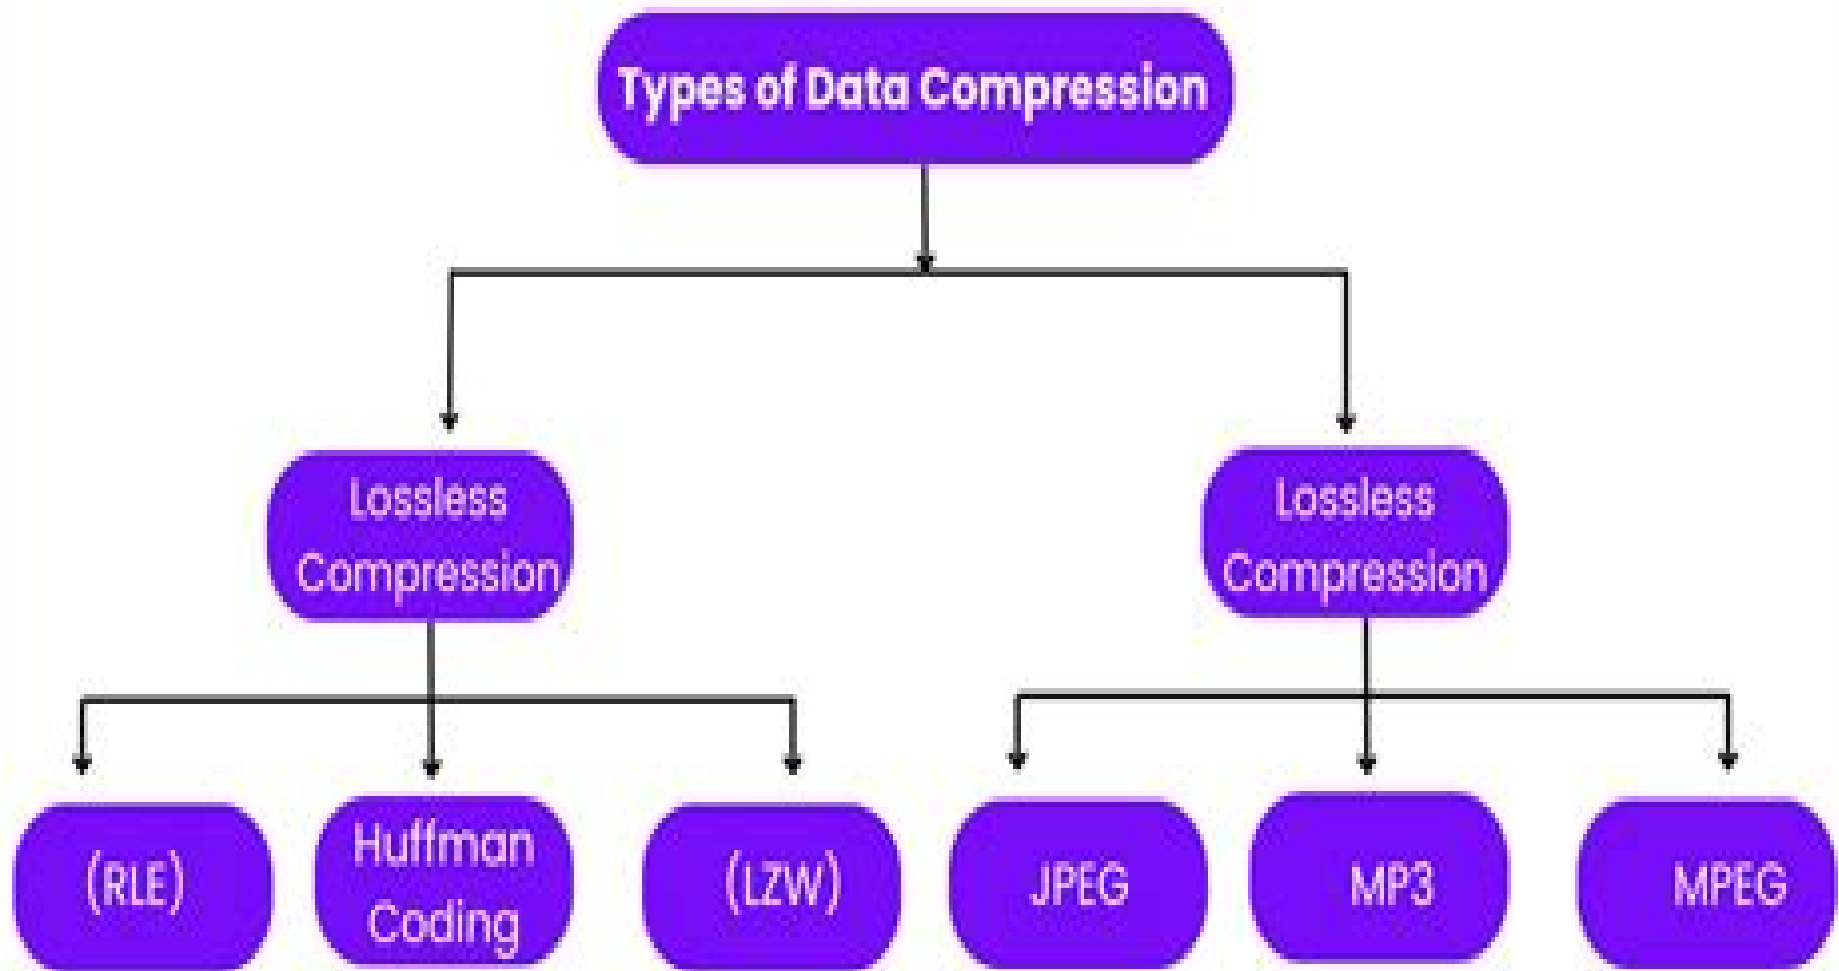 Types of Data Compression
Lossless
Compression
Lossless
Compression
(RLE)
Huffman
Coding
(LZW)
JPEG
MP3
MPEG